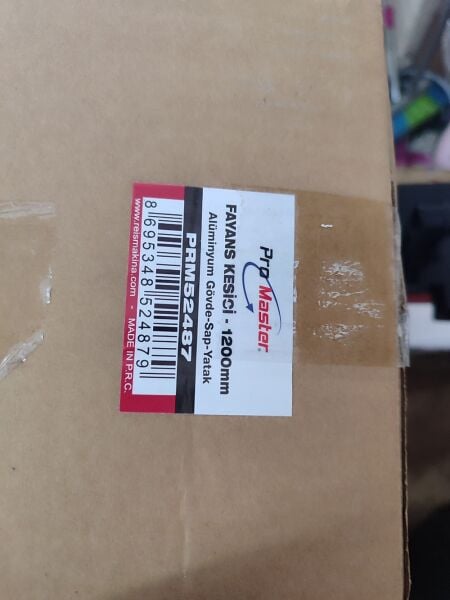 Pro Master
FAYANS KESİCİ - 1200mm
Alüminyum Gövde-Sap-Yatak
PRM52487
8 695348 524879
www.reismakina.com - MADE IN P.R.C.